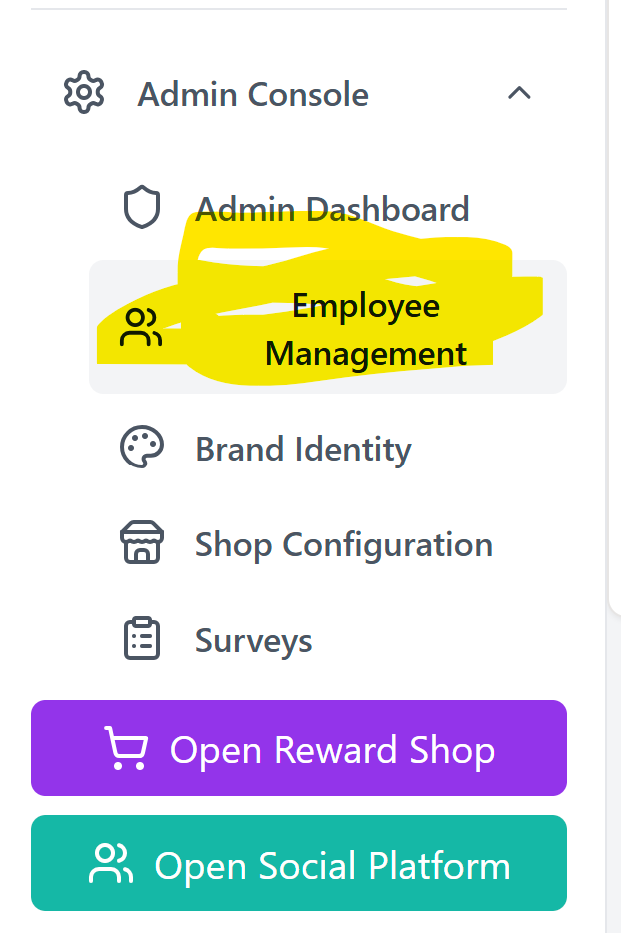 Admin Console
Admin Dashboard
Employee
Management
Brand Identity
Shop Configuration
Surveys
Open Reward Shop
Open Social Platform